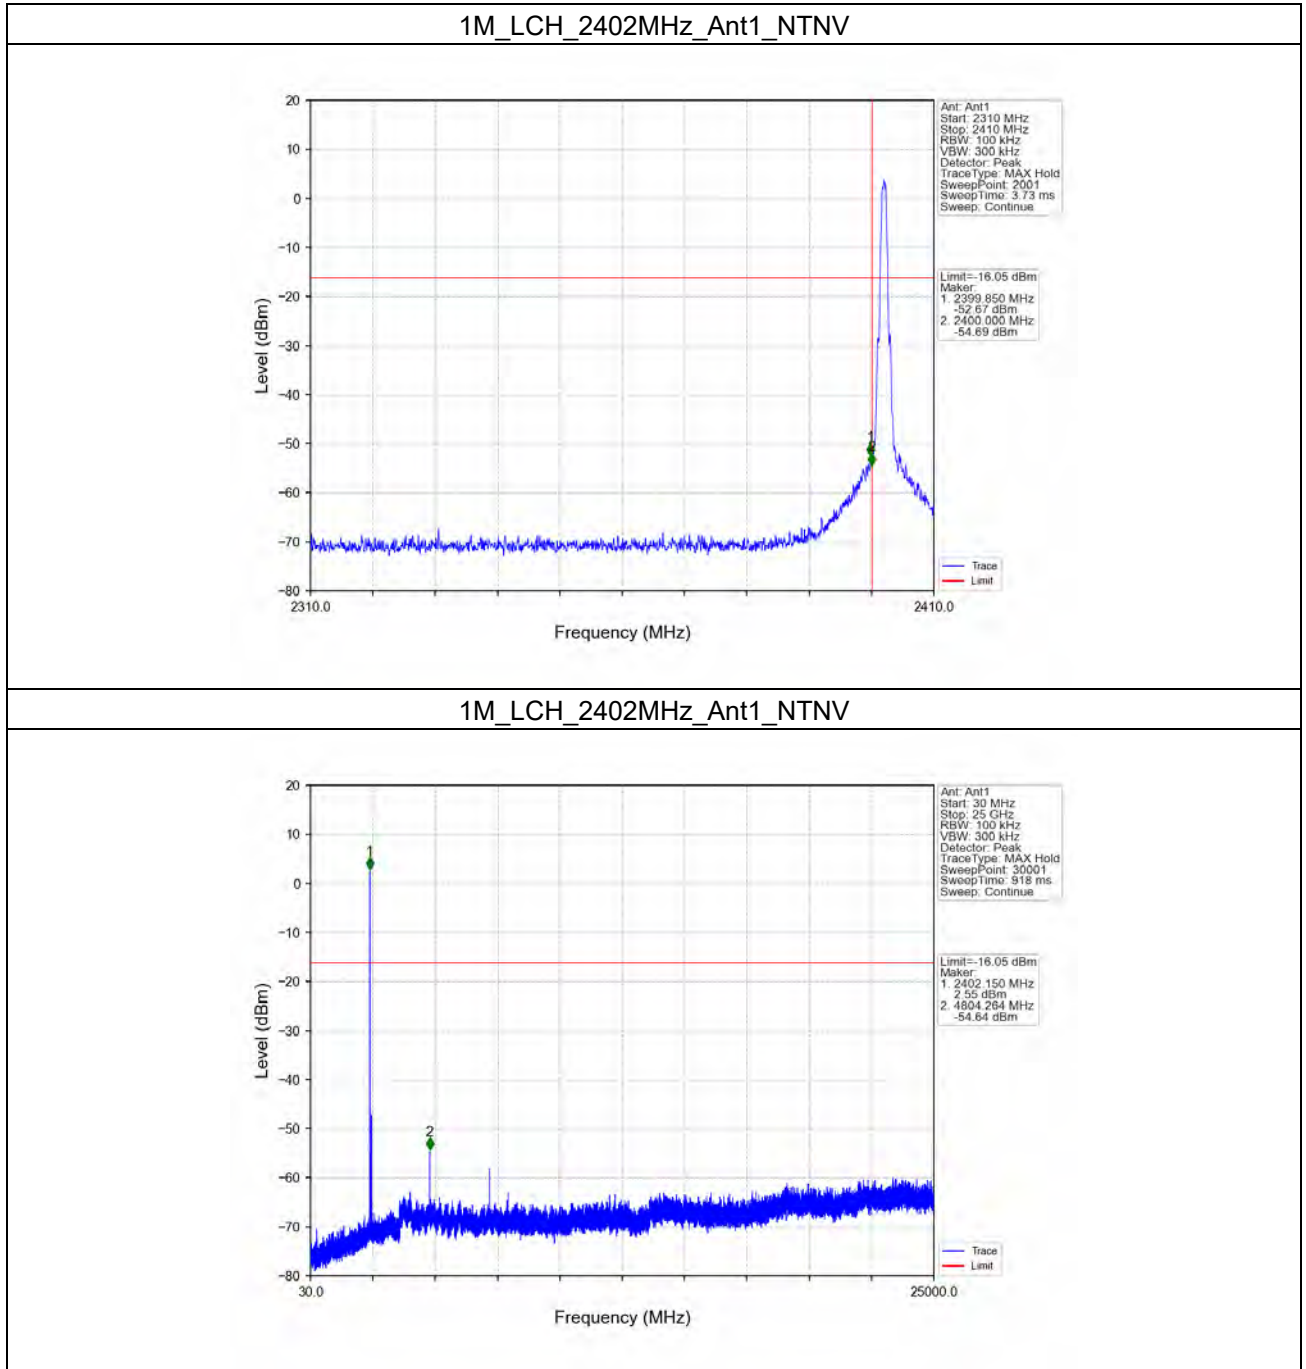 1M_LCH_2402MHz_Ant1_NTNV
20
10
0
−10
−20
−30
−40
−50
−60
−70
−80
Level (dBm)
2310.0
2410.0
Frequency (MHz)
1
2
Ant: Ant1
Start: 2310 MHz
Stop: 2410 MHz
RBW: 100 kHz
VBW: 300 kHz
Detector: Peak
TraceType: MAX Hold
SweepPoint: 2001
SweepTime: 3.73 ms
Sweep: Continue
Limit=-16.05 dBm
Maker:
1. 2399.850 MHz
-52.67 dBm
2. 2400.000 MHz
-54.69 dBm
Trace
Limit
1M_LCH_2402MHz_Ant1_NTNV
20
10
0
−10
−20
−30
−40
−50
−60
−70
−80
Level (dBm)
30.0
25000.0
Frequency (MHz)
1
2
Ant: Ant1
Start: 30 MHz
Stop: 25 GHz
RBW: 100 kHz
VBW: 300 kHz
Detector: Peak
TraceType: MAX Hold
SweepPoint: 30001
SweepTime: 918 ms
Sweep: Continue
Limit=-16.05 dBm
Maker:
1. 2402.150 MHz
2.55 dBm
2. 4804.264 MHz
-54.64 dBm
Trace
Limit